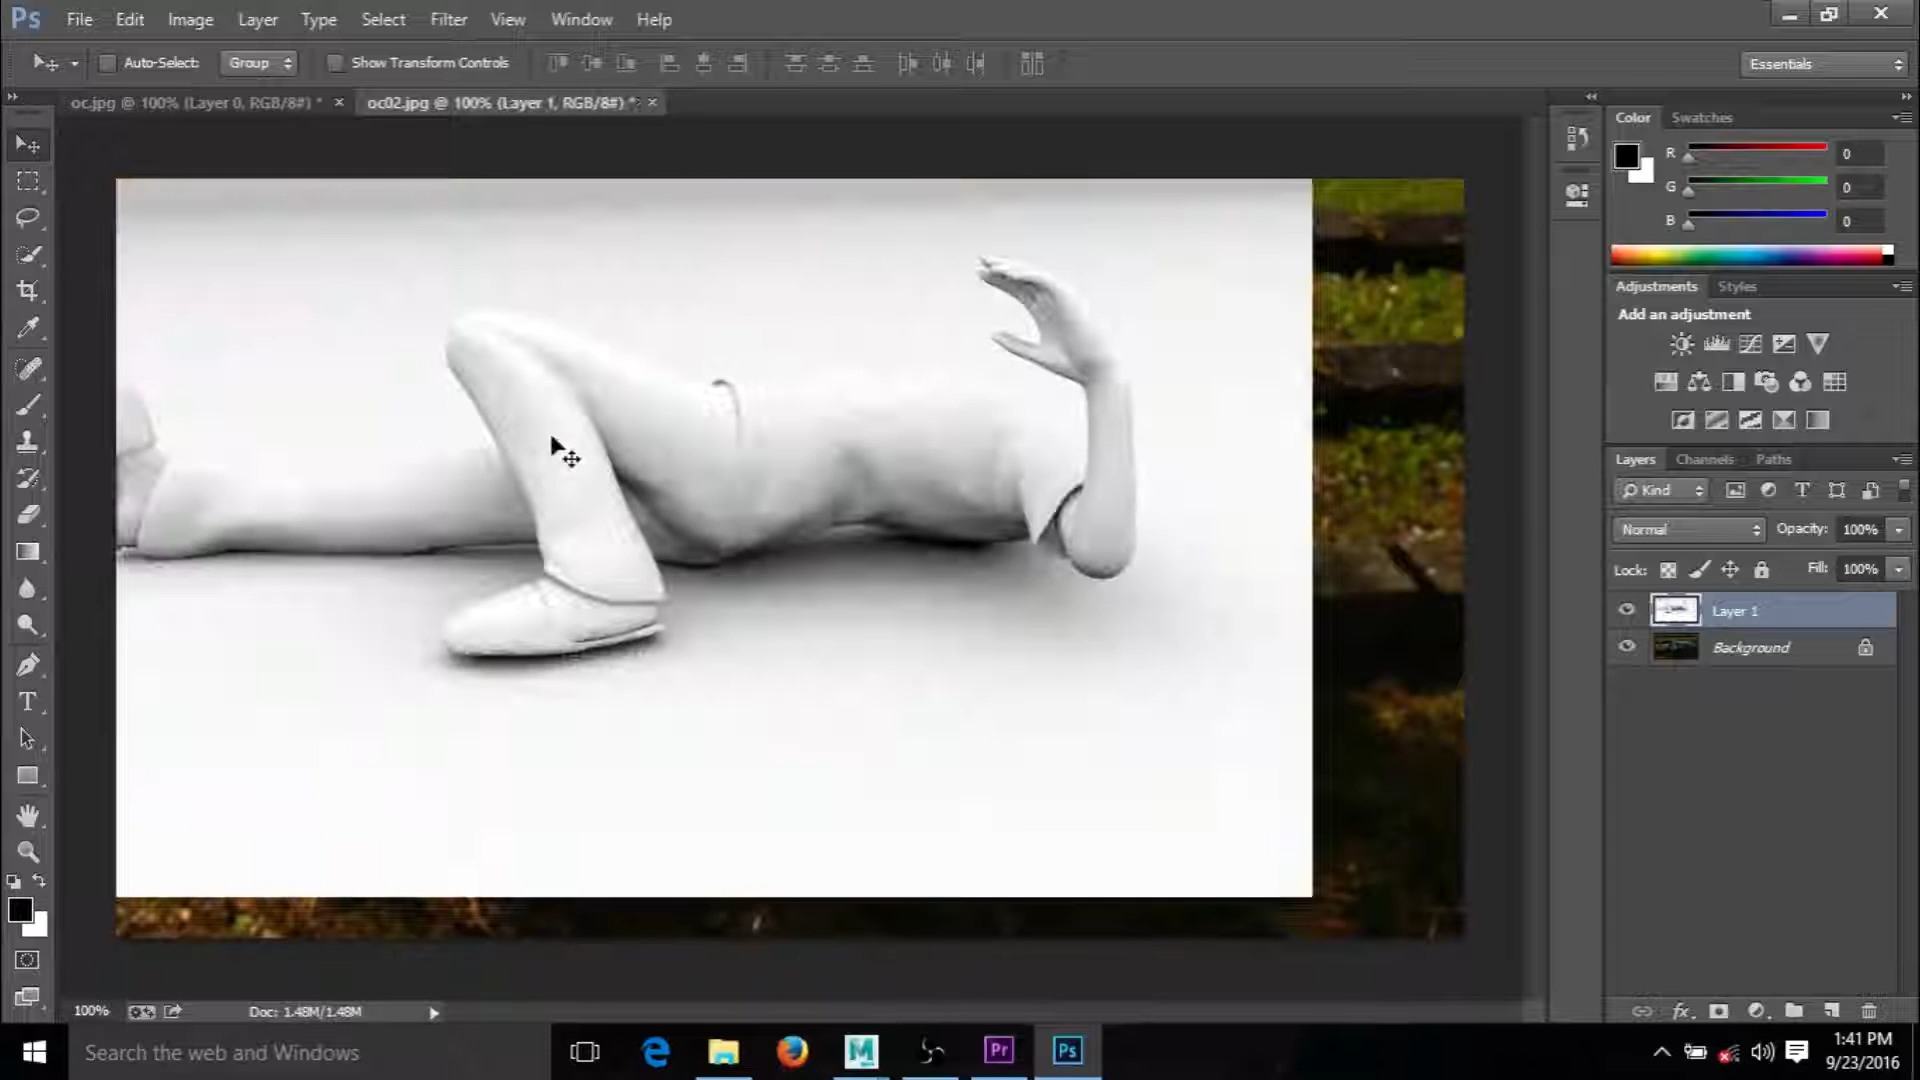 Ps File Edit Image Layer Type Select Filter View Window Help
Auto-Select: Group Show Transform Controls Essentials
oc.jpg @ 100% (Layer 0, RGB/8#) * × oc02.jpg @ 100% (Layer 1, RGB/8#) * ×
Color Swatches
R 0
G 0
B 0
Adjustments Styles
Add an adjustment
Layers Channels Paths
Kind
Normal Opacity: 100%
Lock: Fill: 100%
Layer 1
Background
T
100% Doc: 1.48M/1.48M
fx
Search the web and Windows
M Pr Ps
1:41 PM
9/23/2016